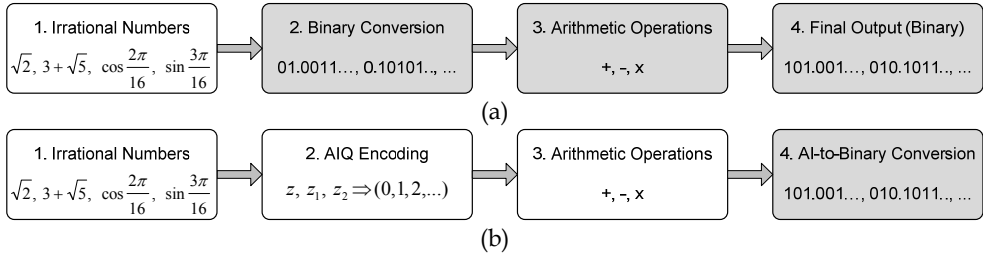 1. Irrational Numbers
√2, 3+√5, cos 2π/16, sin 3π/16
2. Binary Conversion
01.0011..., 0.10101.., ...
3. Arithmetic Operations
+, -, x
4. Final Output (Binary)
101.001..., 010.1011.., ...
(a)
1. Irrational Numbers
√2, 3+√5, cos 2π/16, sin 3π/16
2. AIQ Encoding
z, z₁, z₂ ⇒ (0,1,2,...)
3. Arithmetic Operations
+, -, x
4. AI-to-Binary Conversion
101.001..., 010.1011.., ...
(b)